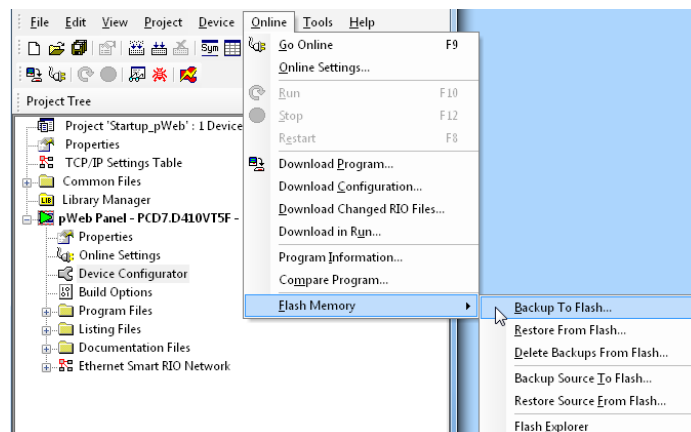 File Edit View Project Device Online Tools Help
Sym
Go Online F9
Online Settings...
Run F10
Stop F12
Restart F8
Download Program...
Download Configuration...
Download Changed RIO Files...
Download in Run...
Program Information...
Compare Program...
Flash Memory
Backup To Flash...
Restore From Flash...
Delete Backups From Flash...
Backup Source To Flash...
Restore Source From Flash...
Flash Explorer
Project Tree
Project 'Startup_pWeb' : 1 Device
Properties
TCP/IP Settings Table
Common Files
LIB Library Manager
pWeb Panel - PCD7.D410VT5F -
Properties
Online Settings
Device Configurator
Build Options
Program Files
Listing Files
Documentation Files
Ethernet Smart RIO Network